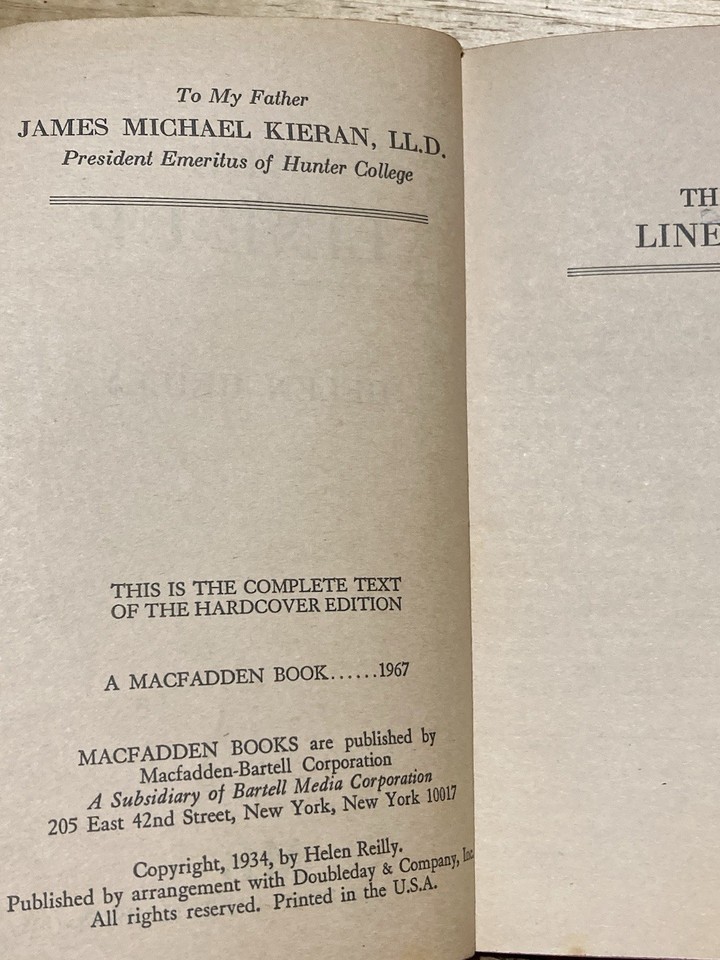 To My Father
JAMES MICHAEL KIERAN, LL.D.
President Emeritus of Hunter College
THIS IS THE COMPLETE TEXT
OF THE HARDCOVER EDITION
A MACFADDEN BOOK......1967
MACFADDEN BOOKS are published by
Macfadden-Bartell Corporation
A Subsidiary of Bartell Media Corporation
205 East 42nd Street, New York, New York 10017
Copyright, 1934, by Helen Reilly.
Published by arrangement with Doubleday & Company, Inc.
All rights reserved. Printed in the U.S.A.
TH
LINE